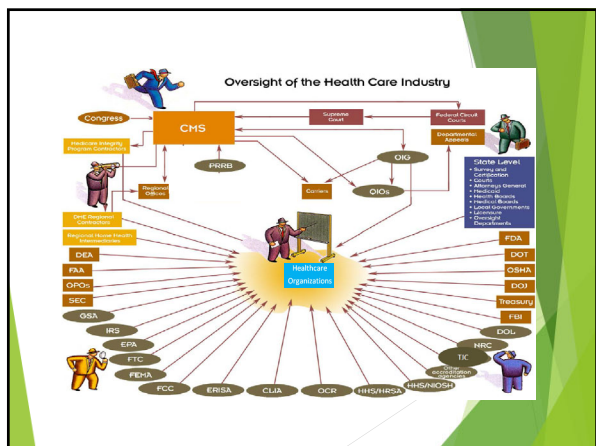 Oversight of the Health Care Industry
Congress
CMS
Supreme
Court
Federal Circuit
Courts
Departmental
Appeals
Medicare Integrity
Program Contractors
PRRB
OIG
Regional
Offices
Carriers
QIOs
State Level
• Survey and
Certification
• Courts
• Attorneys General
• Medicaid
• Health Boards
• Medical Boards
• Local Governments
• Licensure
• Oversight
Departments
DME Regional
Contractors
Regional Home Health
Intermediaries
Healthcare
Organizations
DEA
FAA
OPOs
SEC
GSA
IRS
EPA
FTC
FEMA
FCC
ERISA
CLIA
OCR
HHS/HRSA
HHS/NIOSH
Other
accreditation
agencies
TJC
NRC
DOL
FBI
Treasury
DOJ
OSHA
DOT
FDA